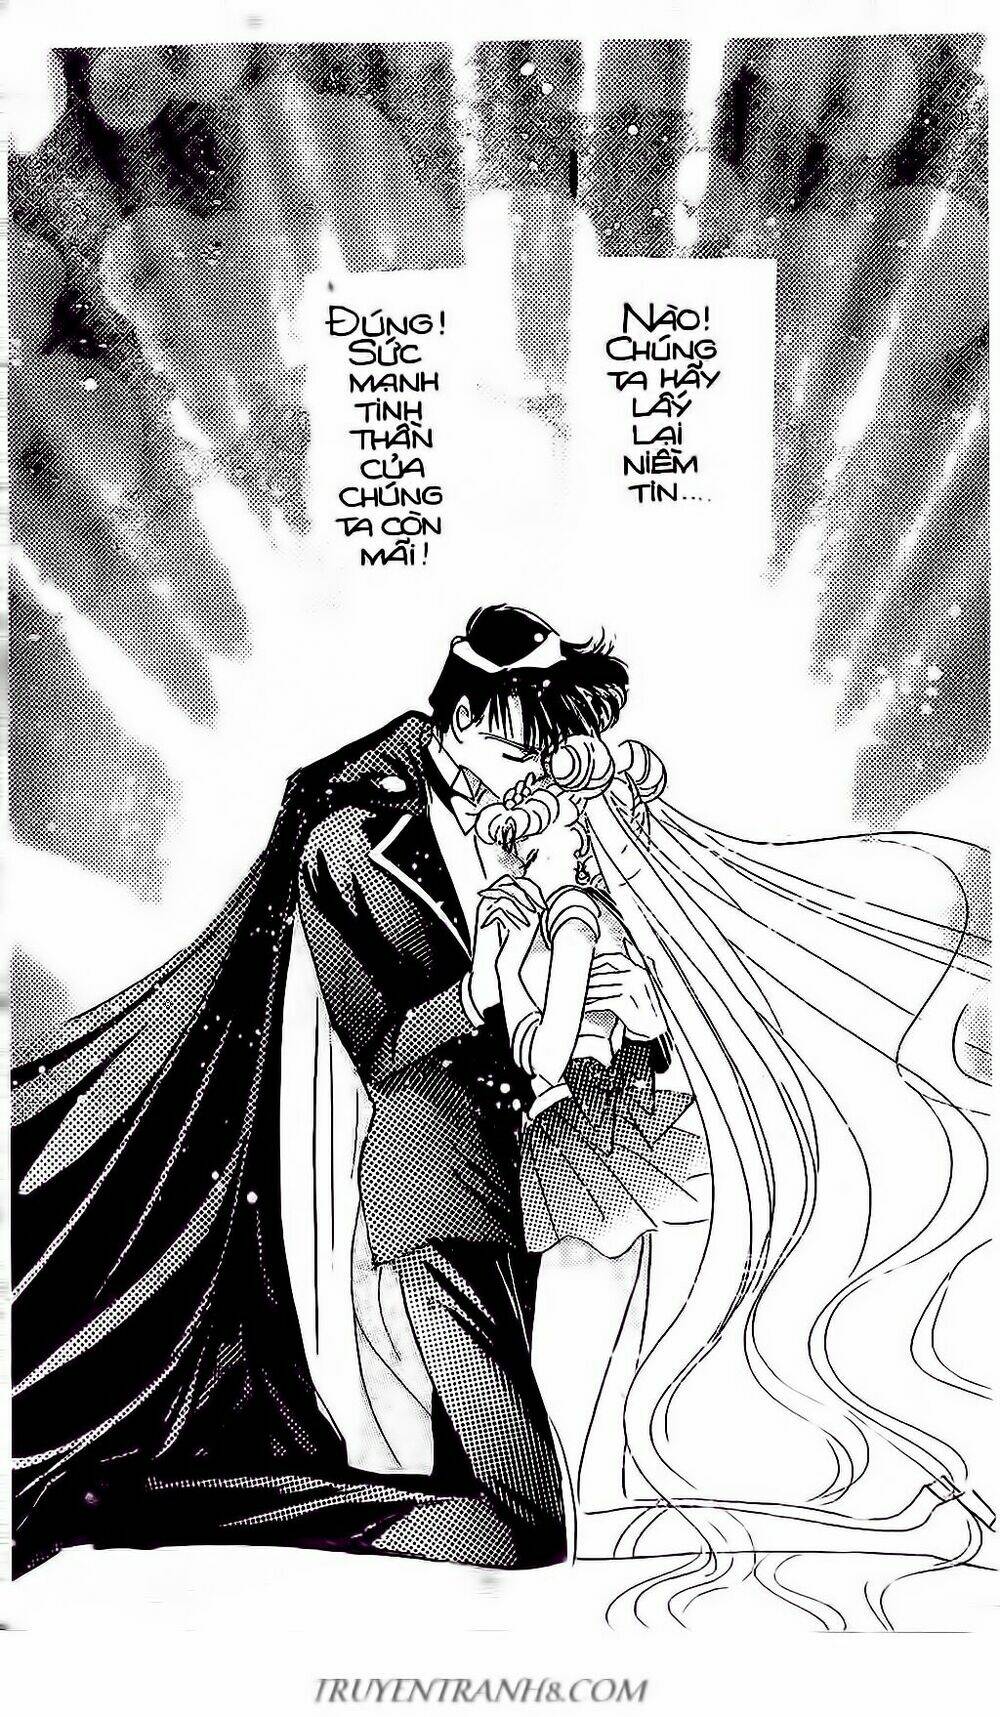 NÀO!
CHÚNG
TA HÃY
LẤY
LẠI
NIỀM
TIN....
ĐÚNG!
SỨC
MẠNH
TINH
THẦN
CỦA
CHÚNG
TA CÒN
MÃI!
TRUYENTRANH8.COM